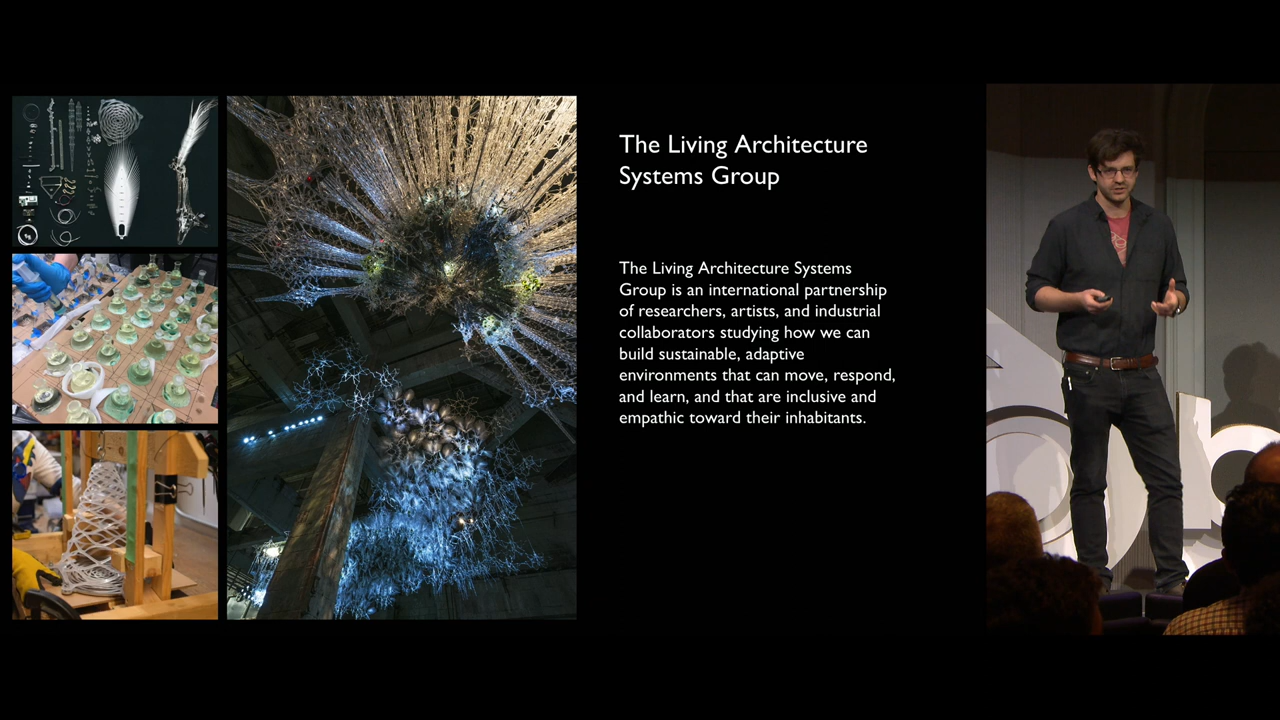 The Living Architecture
Systems Group
The Living Architecture Systems
Group is an international partnership
of researchers, artists, and industrial
collaborators studying how we can
build sustainable, adaptive
environments that can move, respond,
and learn, and that are inclusive and
empathic toward their inhabitants.